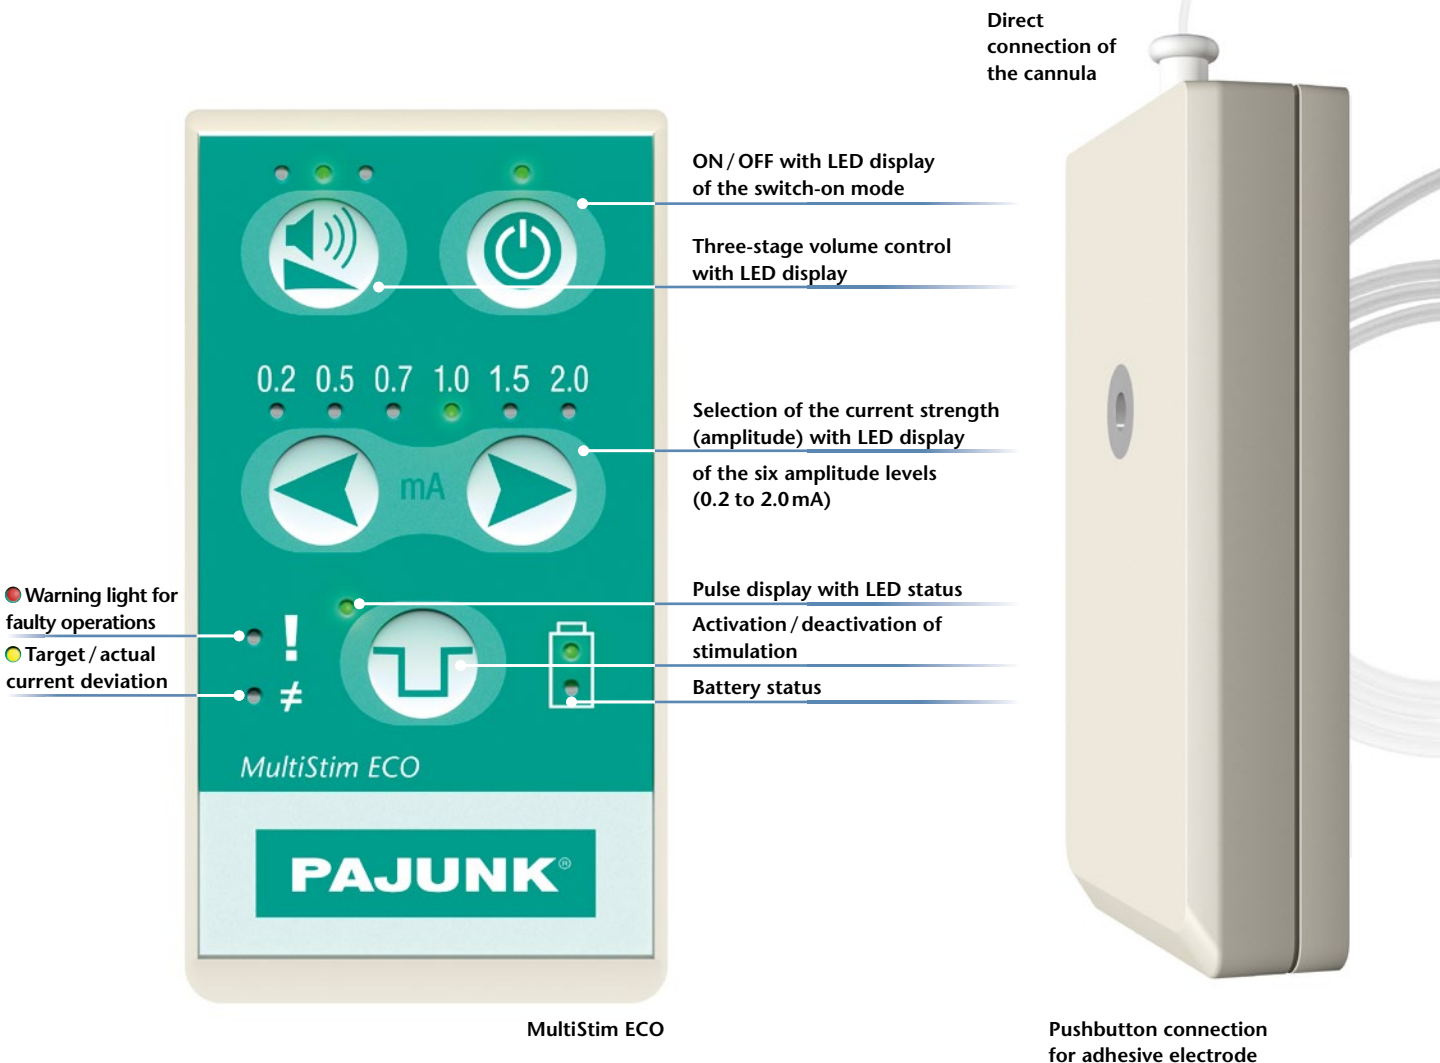 Direct
connection of
the cannula
ON / OFF with LED display
of the switch-on mode
Three-stage volume control
with LED display
0.2 0.5 0.7 1.0 1.5 2.0
Selection of the current strength
(amplitude) with LED display
of the six amplitude levels
(0.2 to 2.0 mA)
mA
Warning light for
faulty operations
Target / actual
current deviation
!
≠
Pulse display with LED status
Activation / deactivation of
stimulation
Battery status
MultiStim ECO
PAJUNK®
MultiStim ECO
Pushbutton connection
for adhesive electrode